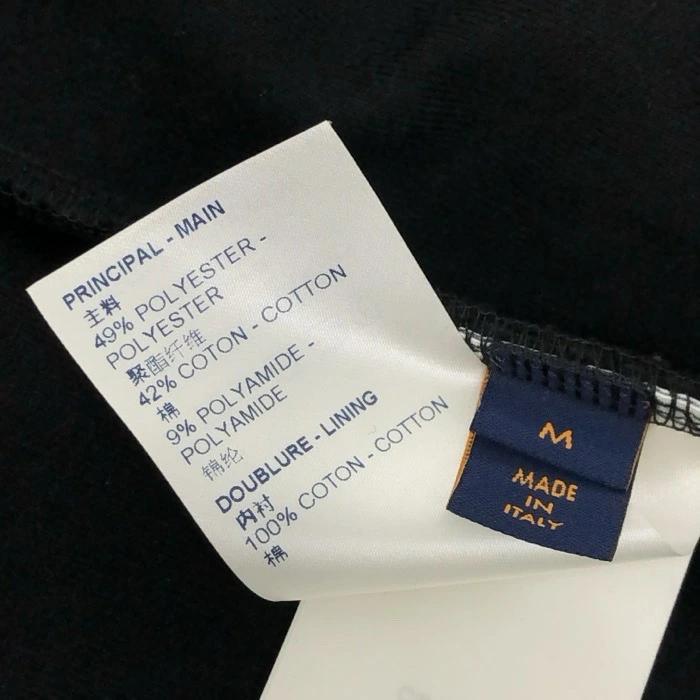 PRINCIPAL - MAIN
主料
49% POLYESTER -
POLYESTER
聚酯纤维
42% COTON - COTTON
棉
9% POLYAMIDE -
POLYAMIDE
锦纶
DOUBLURE - LINING
内衬
100% COTON - COTTON
棉
M
MADE
IN
ITALY